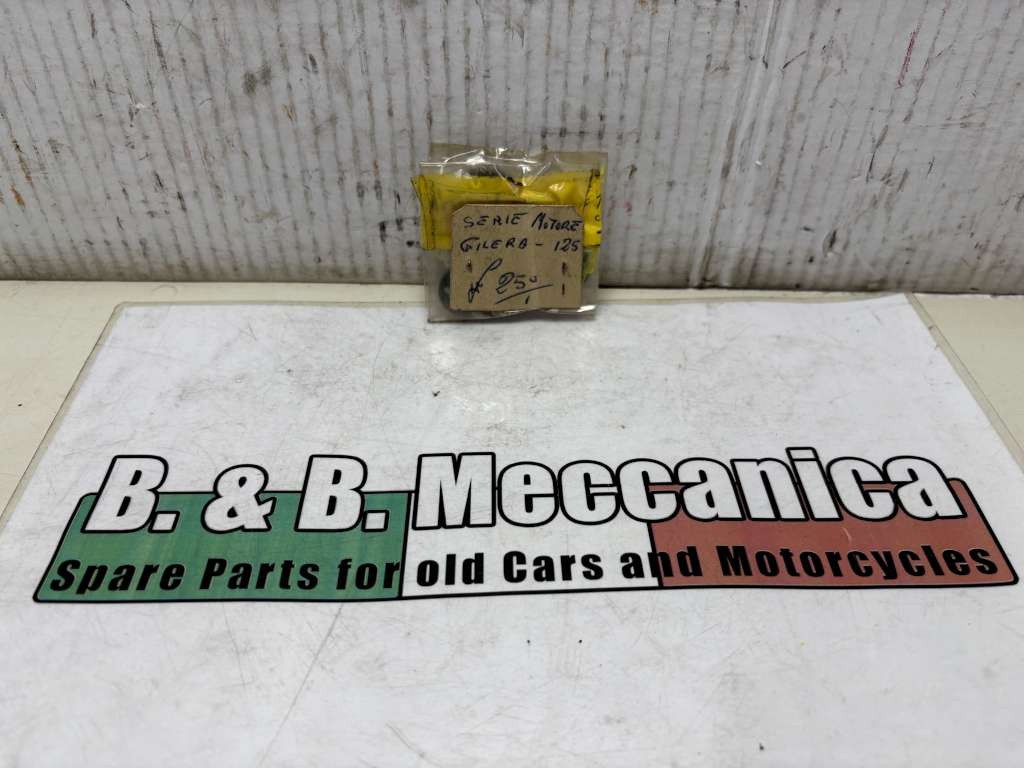 SERIE MOTORE
GILERA - 125
£ 250
B. & B. Meccanica
Spare Parts for old Cars and Motorcycles